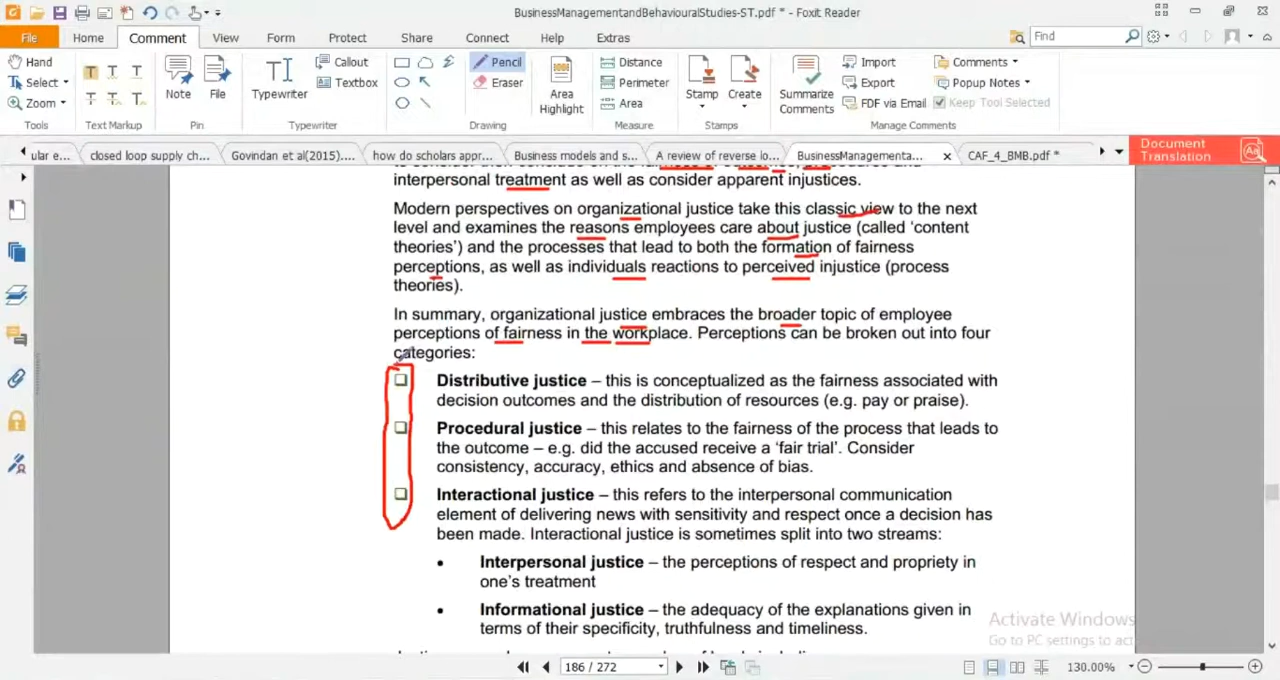 BusinessManagementandBehaviouralStudies-ST.pdf * - Foxit Reader
File Home Comment View Form Protect Share Connect Help Extras Find
Hand Select Zoom Tools
Text Markup
Note File Pin
Typewriter Callout Textbox Typewriter
Pencil Eraser Drawing
Area Highlight Distance Perimeter Area Measure
Stamp Create Stamps
Summarize Comments Import Export FDF via Email Comments Popup Notes Keep Tool Selected Manage Comments
ular e... closed loop supply ch... Govindan et al(2015).... how do scholars appr... Business models and s... A review of reverse lo... BusinessManagementa... CAF_4_BMB.pdf *
Document Translation
interpersonal treatment as well as consider apparent injustices.
Modern perspectives on organizational justice take this classic view to the next
level and examines the reasons employees care about justice (called ‘content
theories’) and the processes that lead to both the formation of fairness
perceptions, as well as individuals reactions to perceived injustice (process
theories).
In summary, organizational justice embraces the broader topic of employee
perceptions of fairness in the workplace. Perceptions can be broken out into four
categories:
Distributive justice – this is conceptualized as the fairness associated with
decision outcomes and the distribution of resources (e.g. pay or praise).
Procedural justice – this relates to the fairness of the process that leads to
the outcome – e.g. did the accused receive a ‘fair trial’. Consider
consistency, accuracy, ethics and absence of bias.
Interactional justice – this refers to the interpersonal communication
element of delivering news with sensitivity and respect once a decision has
been made. Interactional justice is sometimes split into two streams:
• Interpersonal justice – the perceptions of respect and propriety in
one’s treatment
• Informational justice – the adequacy of the explanations given in
terms of their specificity, truthfulness and timeliness.
Activate Windows
Go to PC settings to act
186 / 272 130.00%